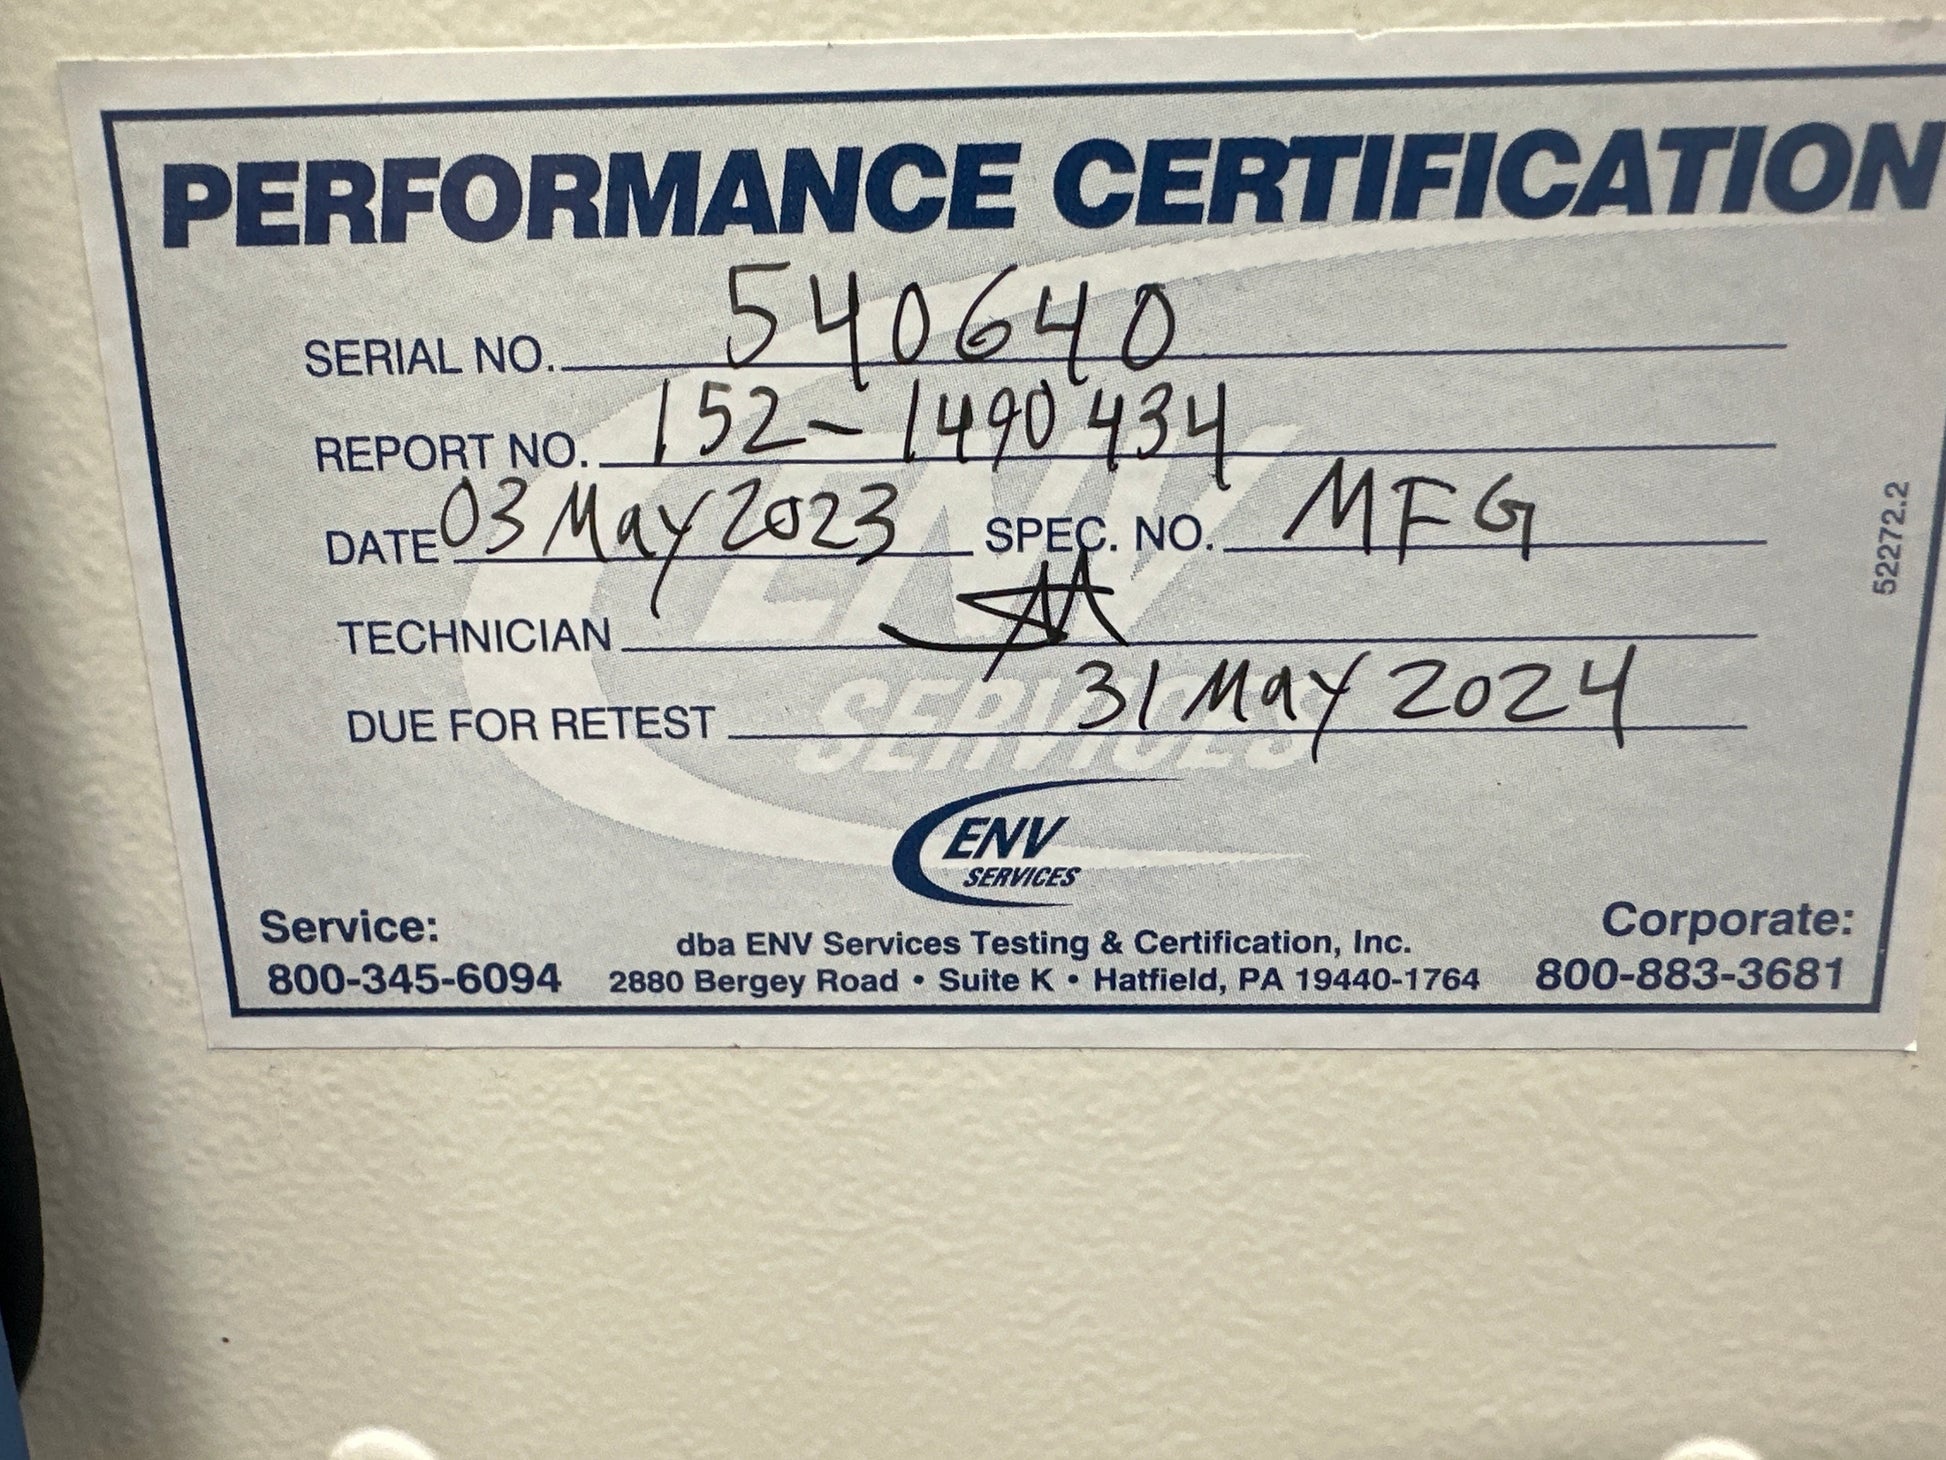 PERFORMANCE CERTIFICATION
SERIAL NO. 540640
REPORT NO. 152-1490434
DATE 03 May 2023 SPEC. NO. MFG
TECHNICIAN
DUE FOR RETEST 31 May 2024
52272.2
ENV SERVICES
ENV
SERVICES
Service:
800-345-6094
dba ENV Services Testing & Certification, Inc.
2880 Bergey Road • Suite K • Hatfield, PA 19440-1764
Corporate:
800-883-3681